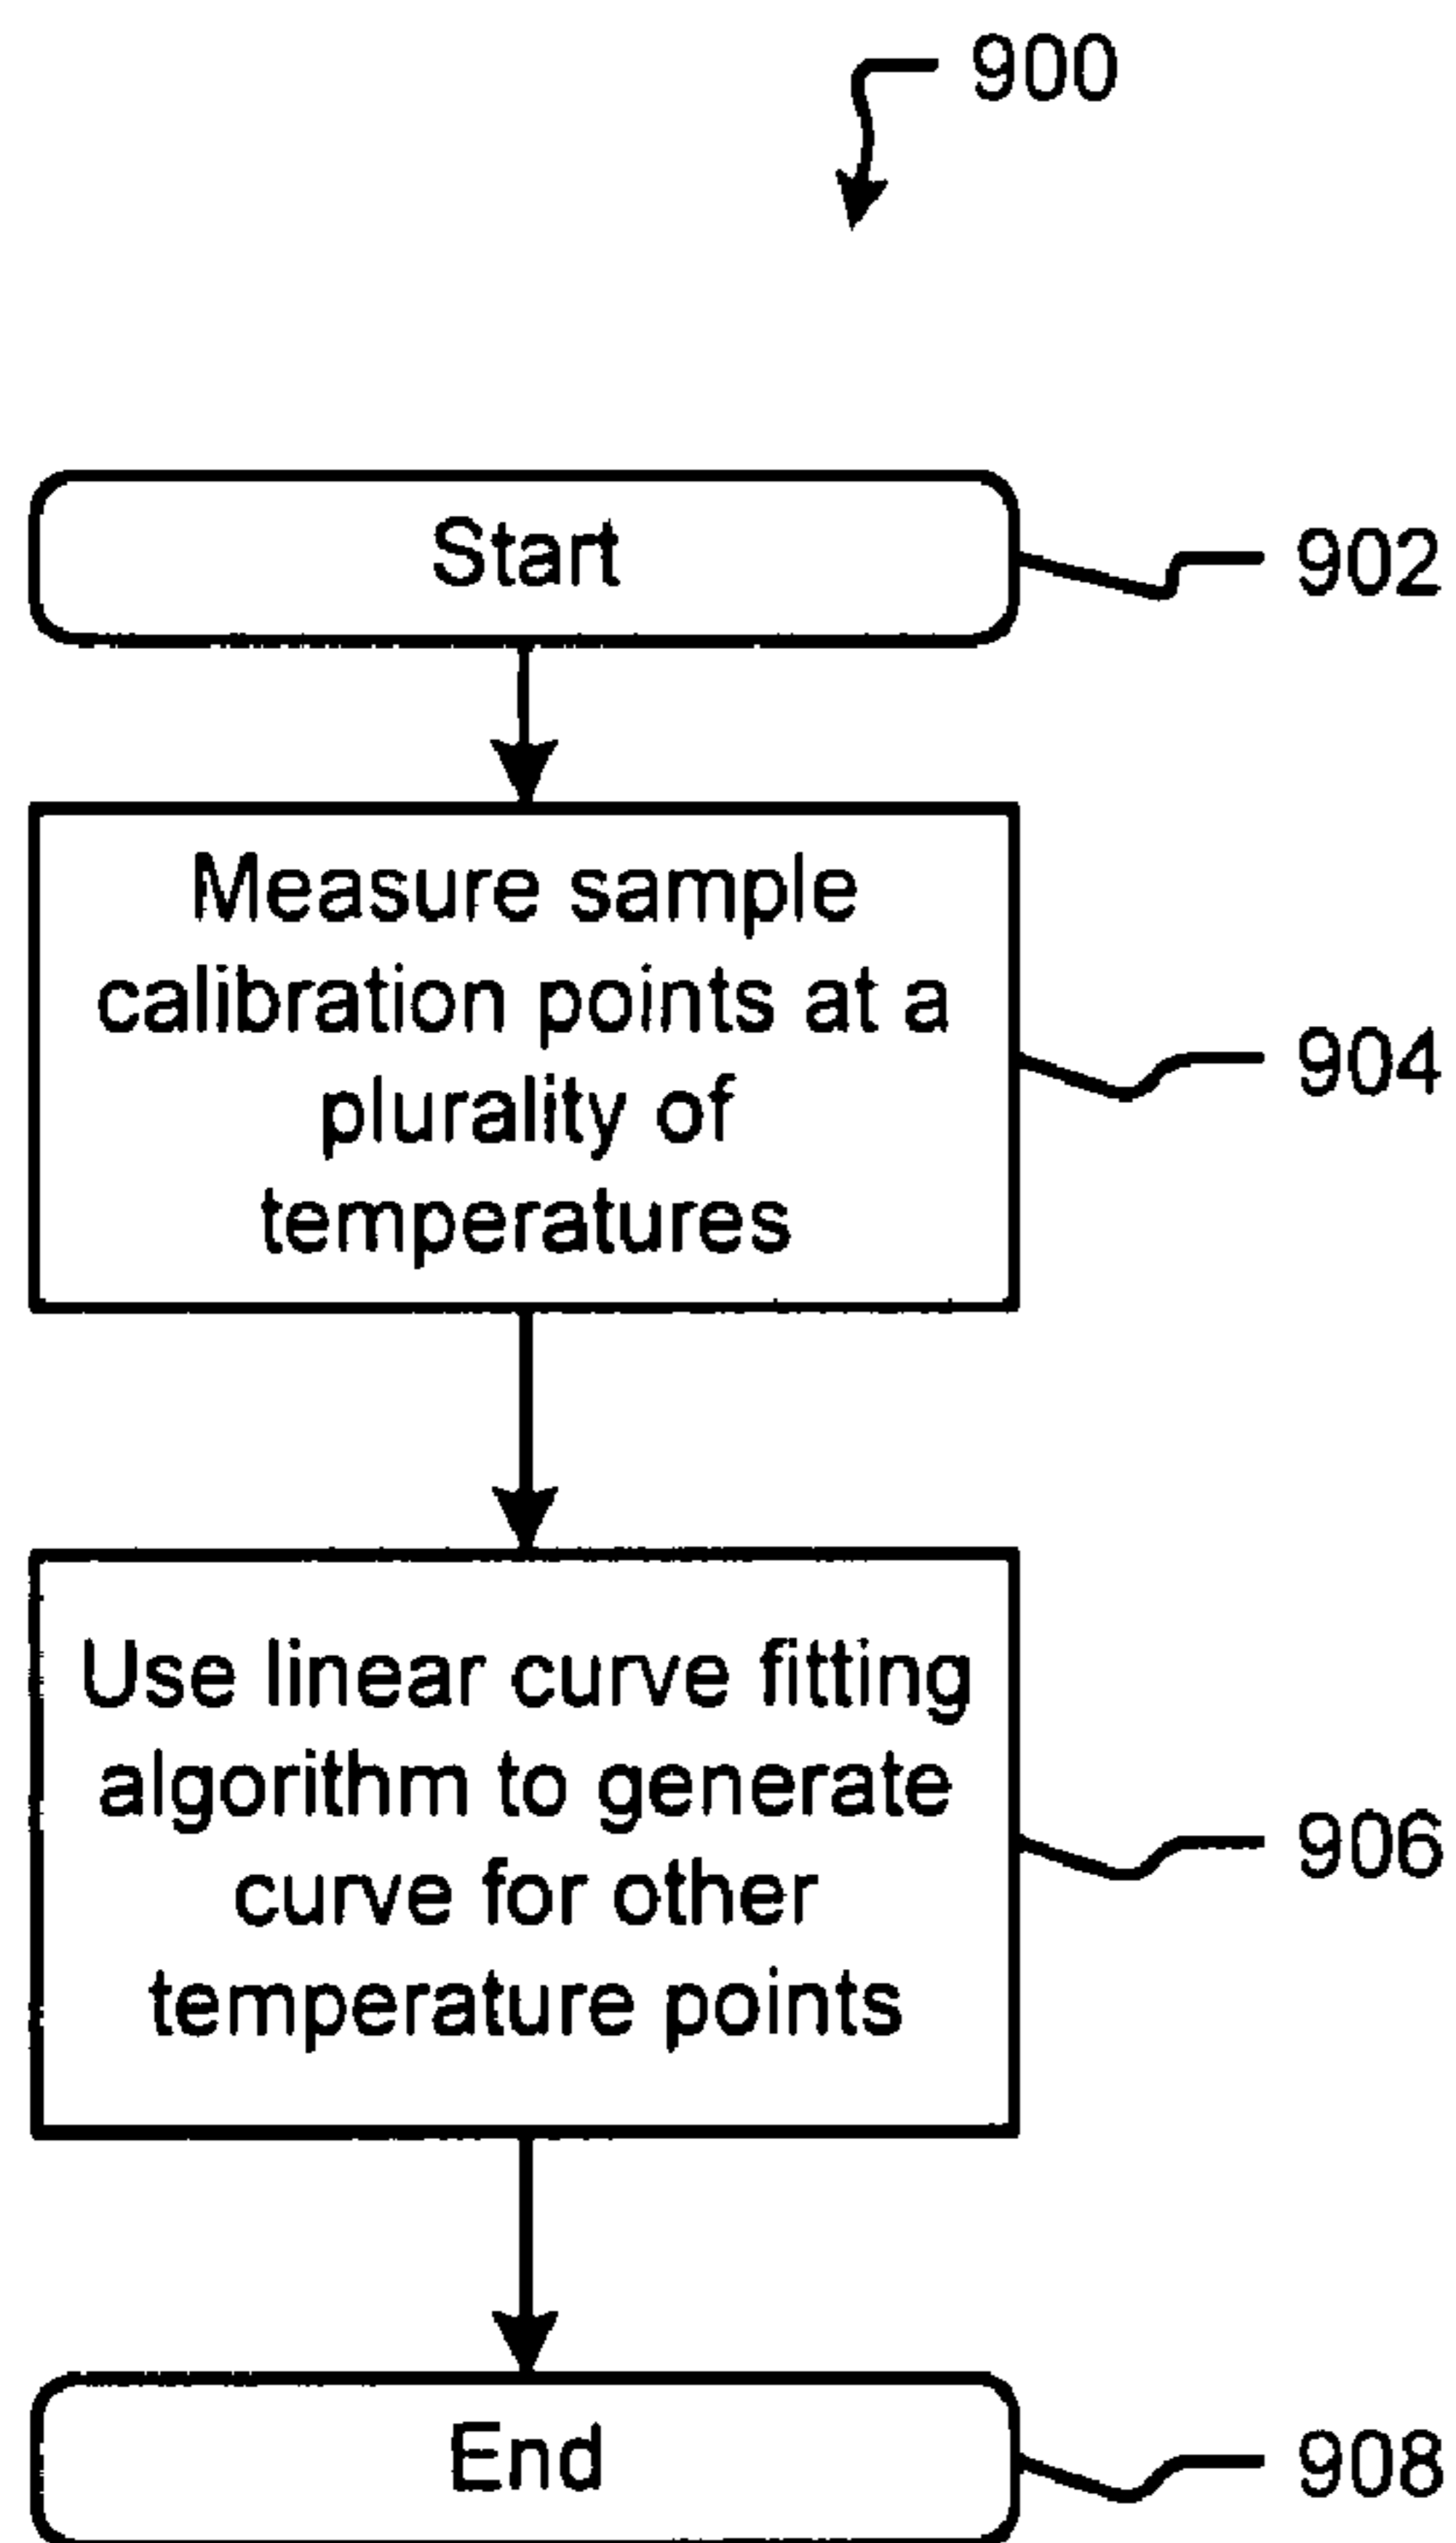 900
Start
902
Measure sample
calibration points at a
plurality of
temperatures
904
Use linear curve fitting
algorithm to generate
curve for other
temperature points
906
End
908